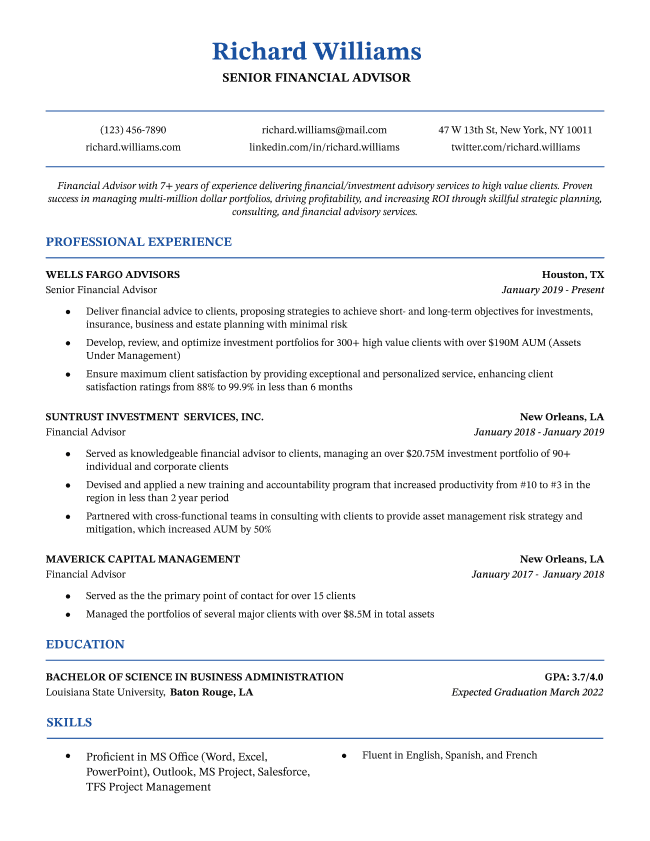 Richard Williams
SENIOR FINANCIAL ADVISOR
(123) 456-7890 richard.williams@mail.com 47 W 13th St, New York, NY 10011
richard.williams.com linkedin.com/in/richard.williams twitter.com/richard.williams
Financial Advisor with 7+ years of experience delivering financial/investment advisory services to high value clients. Proven
success in managing multi-million dollar portfolios, driving profitability, and increasing ROI through skillful strategic planning,
consulting, and financial advisory services.
PROFESSIONAL EXPERIENCE
WELLS FARGO ADVISORS Houston, TX
Senior Financial Advisor January 2019 - Present
● Deliver financial advice to clients, proposing strategies to achieve short- and long-term objectives for investments,
insurance, business and estate planning with minimal risk
● Develop, review, and optimize investment portfolios for 300+ high value clients with over $190M AUM (Assets
Under Management)
● Ensure maximum client satisfaction by providing exceptional and personalized service, enhancing client
satisfaction ratings from 88% to 99.9% in less than 6 months
SUNTRUST INVESTMENT SERVICES, INC. New Orleans, LA
Financial Advisor January 2018 - January 2019
● Served as knowledgeable financial advisor to clients, managing an over $20.75M investment portfolio of 90+
individual and corporate clients
● Devised and applied a new training and accountability program that increased productivity from #10 to #3 in the
region in less than 2 year period
● Partnered with cross-functional teams in consulting with clients to provide asset management risk strategy and
mitigation, which increased AUM by 50%
MAVERICK CAPITAL MANAGEMENT New Orleans, LA
Financial Advisor January 2017 - January 2018
● Served as the the primary point of contact for over 15 clients
● Managed the portfolios of several major clients with over $8.5M in total assets
EDUCATION
BACHELOR OF SCIENCE IN BUSINESS ADMINISTRATION GPA: 3.7/4.0
Louisiana State University, Baton Rouge, LA Expected Graduation March 2022
SKILLS
● Proficient in MS Office (Word, Excel,
PowerPoint), Outlook, MS Project, Salesforce,
TFS Project Management
● Fluent in English, Spanish, and French